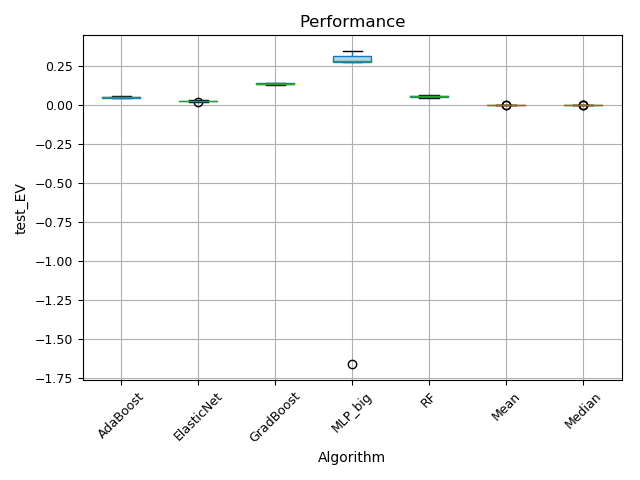 Performance
0.25
0.00
−0.25
−0.50
−0.75
−1.00
−1.25
−1.50
−1.75
test_EV
AdaBoost
ElasticNet
GradBoost
MLP_big
RF
Mean
Median
Algorithm